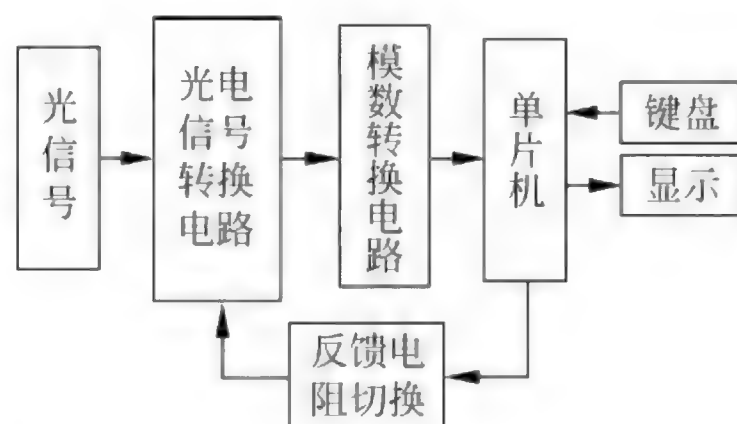 光
信
号
光电
信号
转换
电路
模
数
转
换
电
路
单
片
机
键盘
显示
反馈电
阻切换